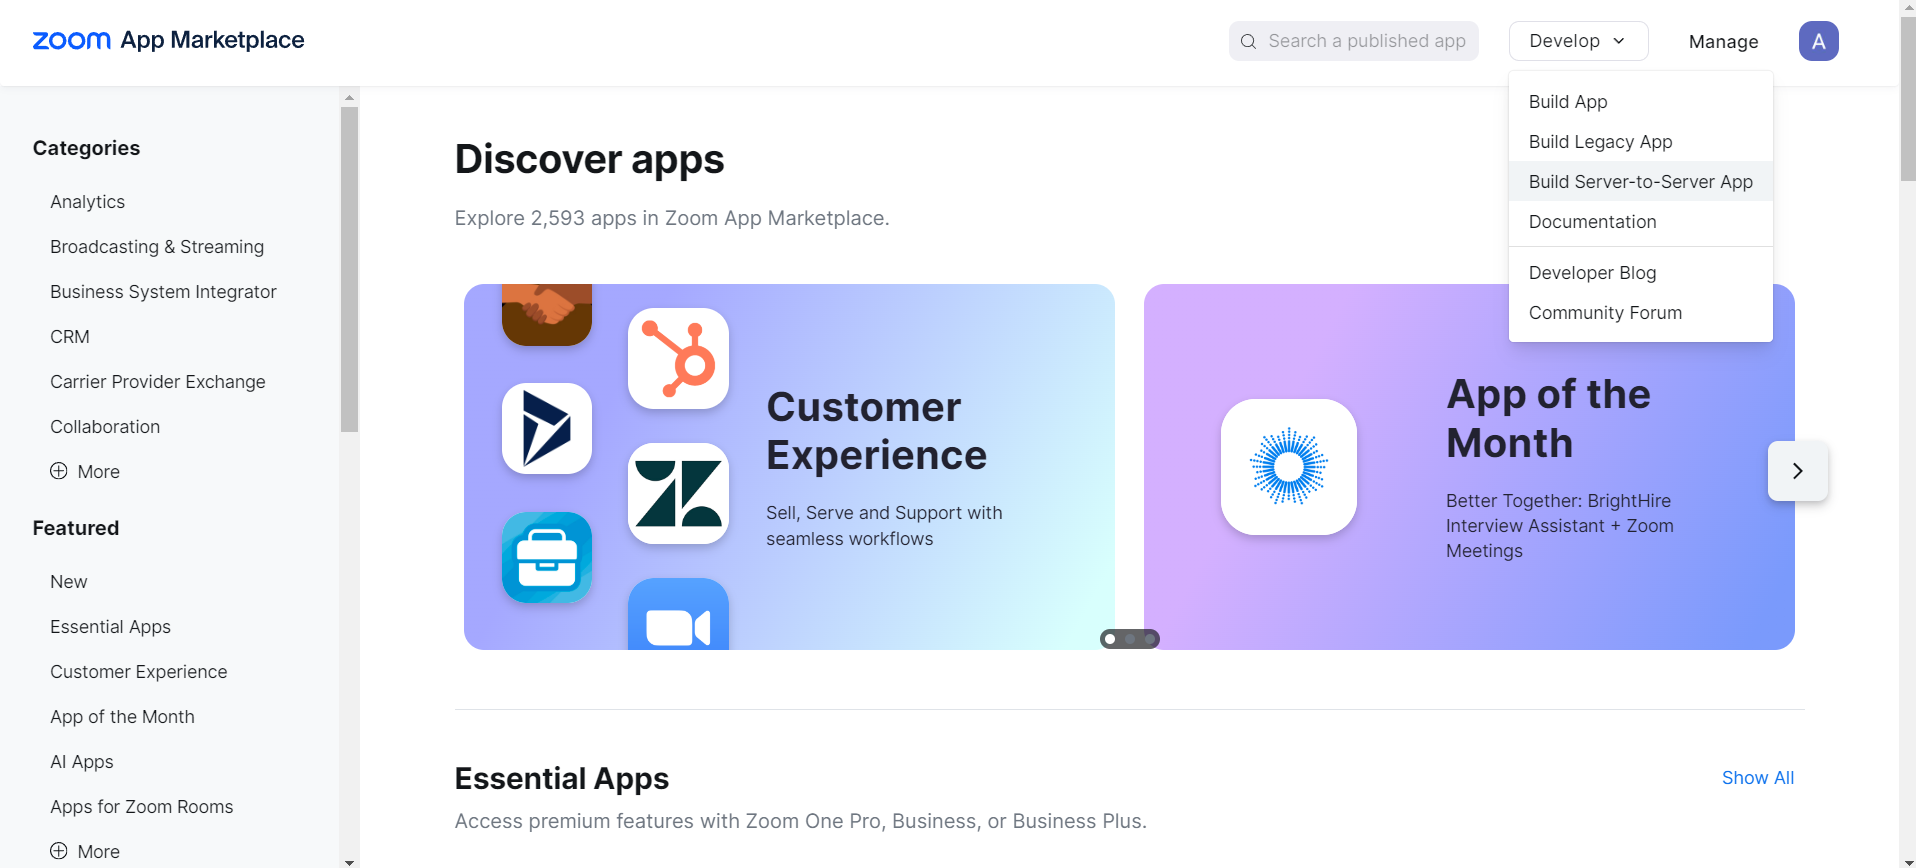 zoom App Marketplace
Search a published app
Develop
Manage
A
Build App
Build Legacy App
Build Server-to-Server App
Documentation
Developer Blog
Community Forum
Categories
Analytics
Broadcasting & Streaming
Business System Integrator
CRM
Carrier Provider Exchange
Collaboration
More
Featured
New
Essential Apps
Customer Experience
App of the Month
AI Apps
Apps for Zoom Rooms
More
Discover apps
Explore 2,593 apps in Zoom App Marketplace.
Customer
Experience
Sell, Serve and Support with
seamless workflows
App of the
Month
Better Together: BrightHire
Interview Assistant + Zoom
Meetings
Essential Apps
Show All
Access premium features with Zoom One Pro, Business, or Business Plus.